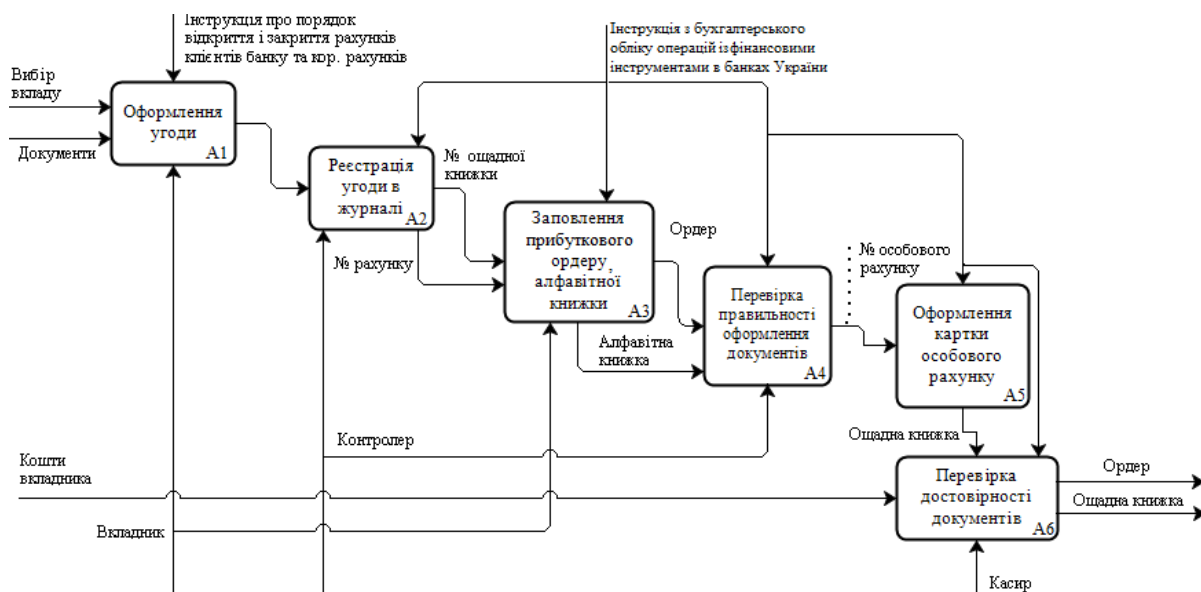 Інструкція про порядок
відкриття і закриття рахунків
клієнтів банку та кор. рахунків
Інструкція з бухгалтерського
обліку операцій із фінансовими
інструментами в банках України
Вибір
вкладу
Документи
Оформлення
угоди
A1
Реєстрація
угоди в
журналі
A2
№ ощадної
книжки
№ рахунку
Заповлення
прибуткового
ордеру,
алфавітної
книжки
A3
Ордер
Алфавітна
книжка
Перевірка
правильності
оформлення
документів
A4
№ особового
рахунку
Оформлення
картки
особового
рахунку
A5
Ощадна книжка
Контролер
Кошти
вкладника
Вкладник
Перевірка
достовірності
документів
A6
Ордер
Ощадна книжка
Касир